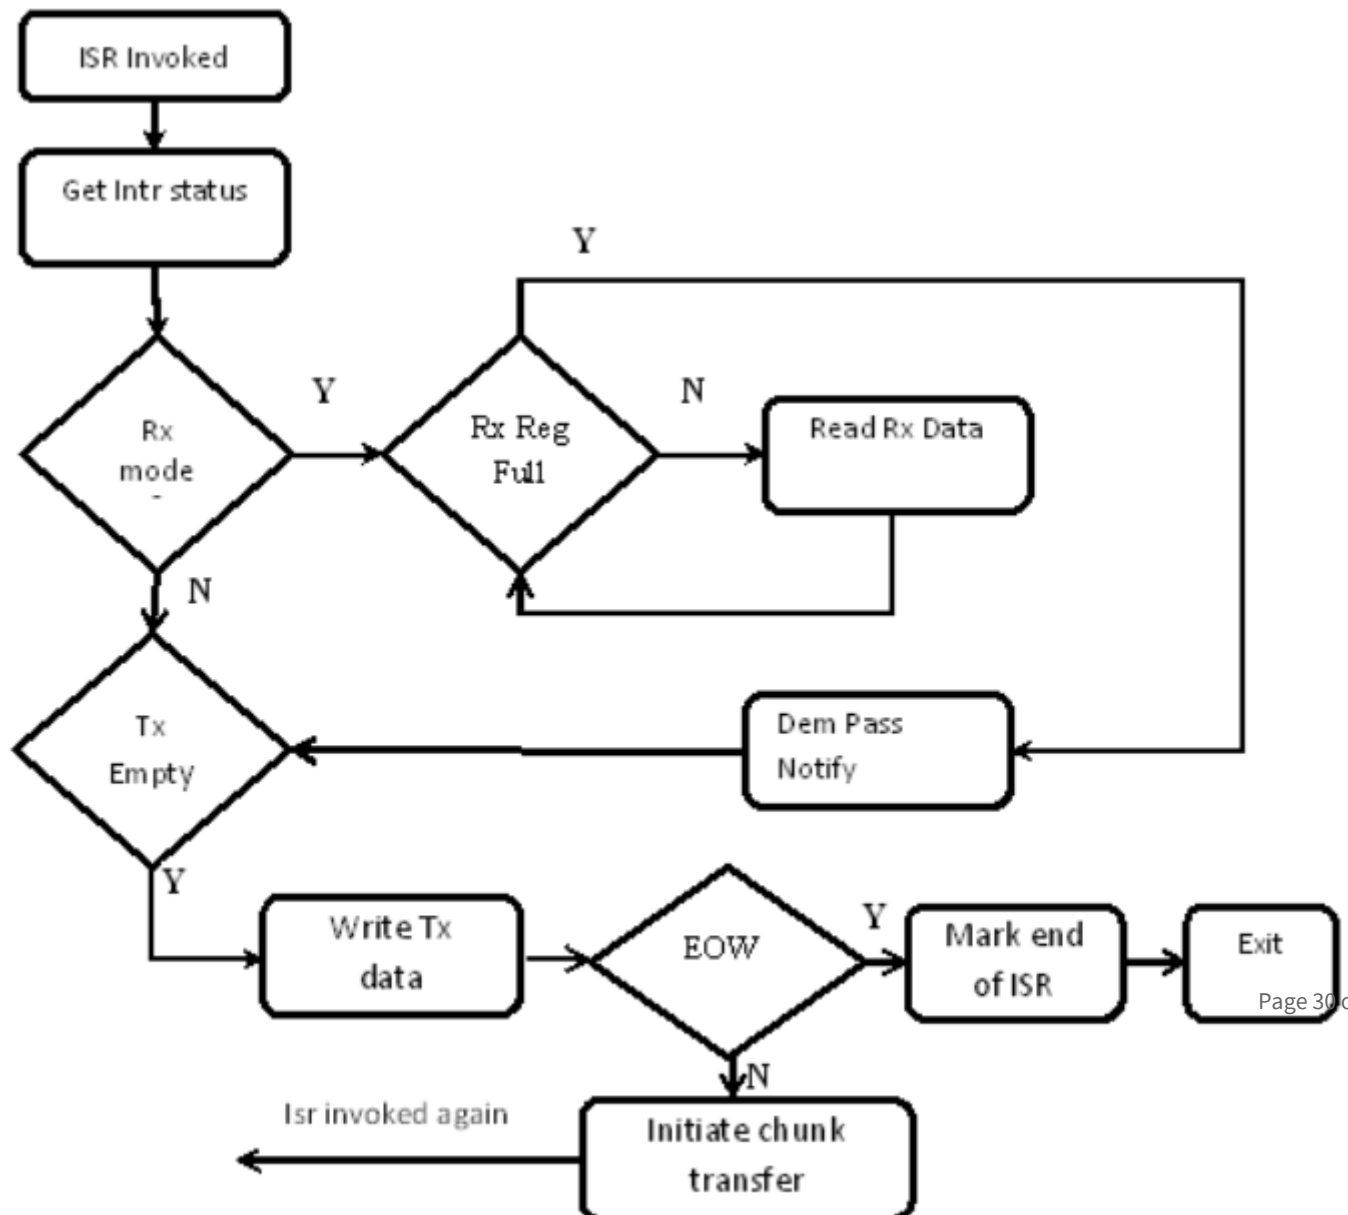 ISR Invoked
Get Intr status
Y
Rx
mode
Y
Rx Reg
Full
N
Read Rx Data
N
Tx
Empty
Dem Pass
Notify
Y
Write Tx
data
EOW
Y
Mark end
of ISR
Exit
Page 30
N
Isr invoked again
Initiate chunk
transfer